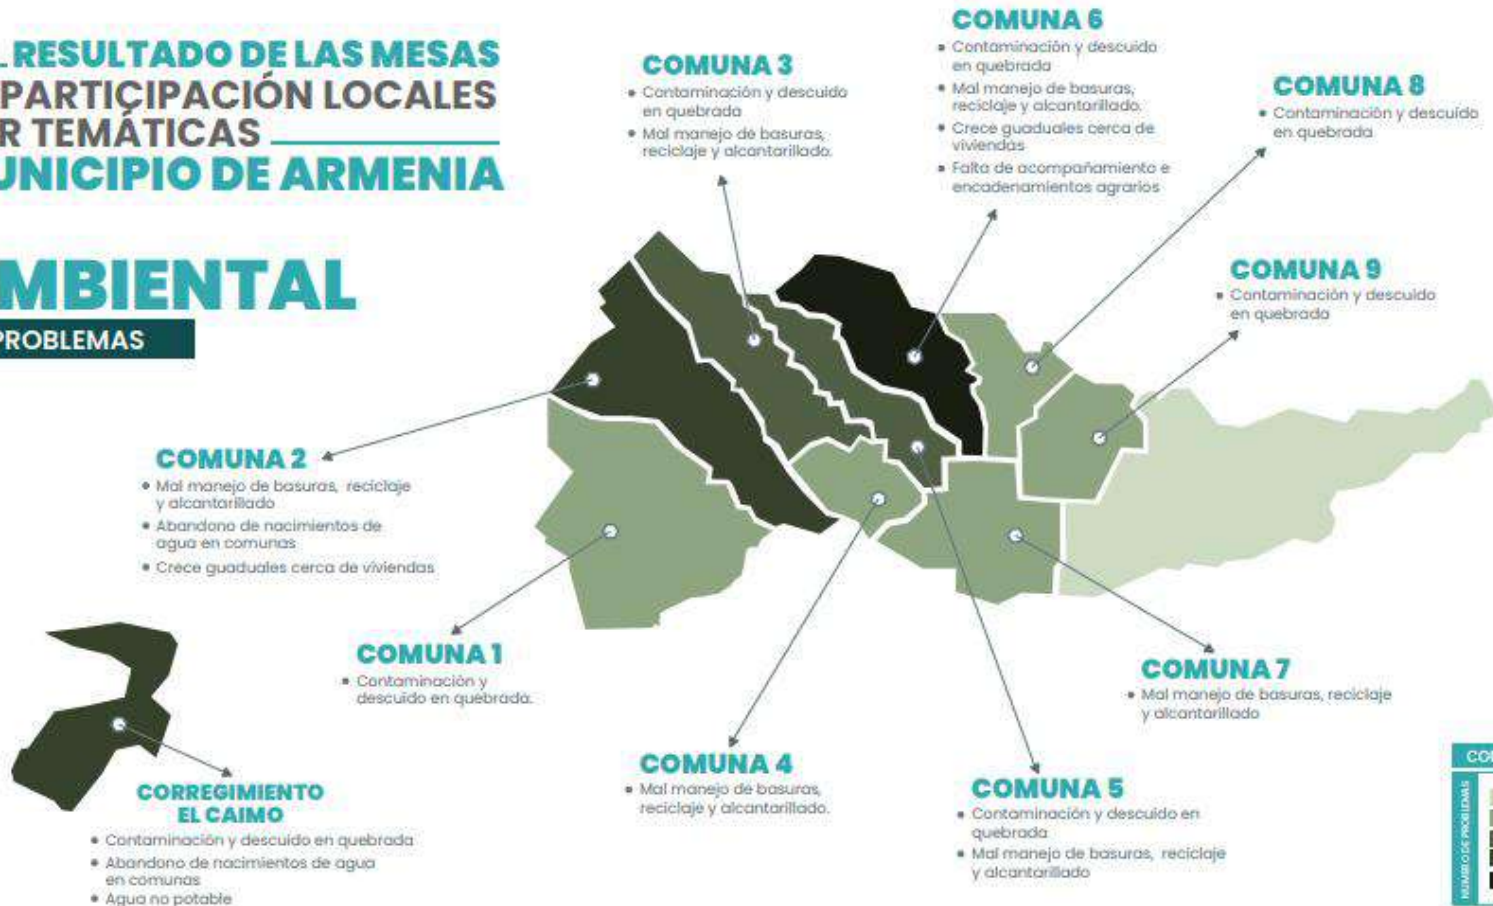 RESULTADO DE LAS MESAS
PARTICIPACIÓN LOCALES
R TEMÁTICAS
UNICIPIO DE ARMENIA
MBIENTAL
PROBLEMAS
COMUNA 3
• Contaminación y descuido
en quebrada
• Mal manejo de basuras,
reciclaje y alcantarillado.
COMUNA 6
• Contaminación y descuido
en quebrada
• Mal manejo de basuras,
reciclaje y alcantarillado.
• Crece guaduales cerca de
viviendas
• Falta de acompañamiento e
encadenamientos agrarios
COMUNA 8
• Contaminación y descuido
en quebrada
COMUNA 9
• Contaminación y descuido
en quebrada
COMUNA 2
• Mal manejo de basuras, reciclaje
y alcantarillado
• Abandono de nacimientos de
agua en comunas
• Crece guaduales cerca de viviendas
COMUNA 1
• Contaminación y
descuido en quebrada.
CORREGIMIENTO
EL CAIMO
• Contaminación y descuido en quebrada
• Abandono de nacimientos de agua
en comunas
• Agua no potable
COMUNA 4
• Mal manejo de basuras,
reciclaje y alcantarillado.
COMUNA 5
• Contaminación y descuido en
quebrada
• Mal manejo de basuras, reciclaje
y alcantarillado
COMUNA 7
• Mal manejo de basuras, reciclaje
y alcantarillado
NÚMERO DE PROBLEMAS